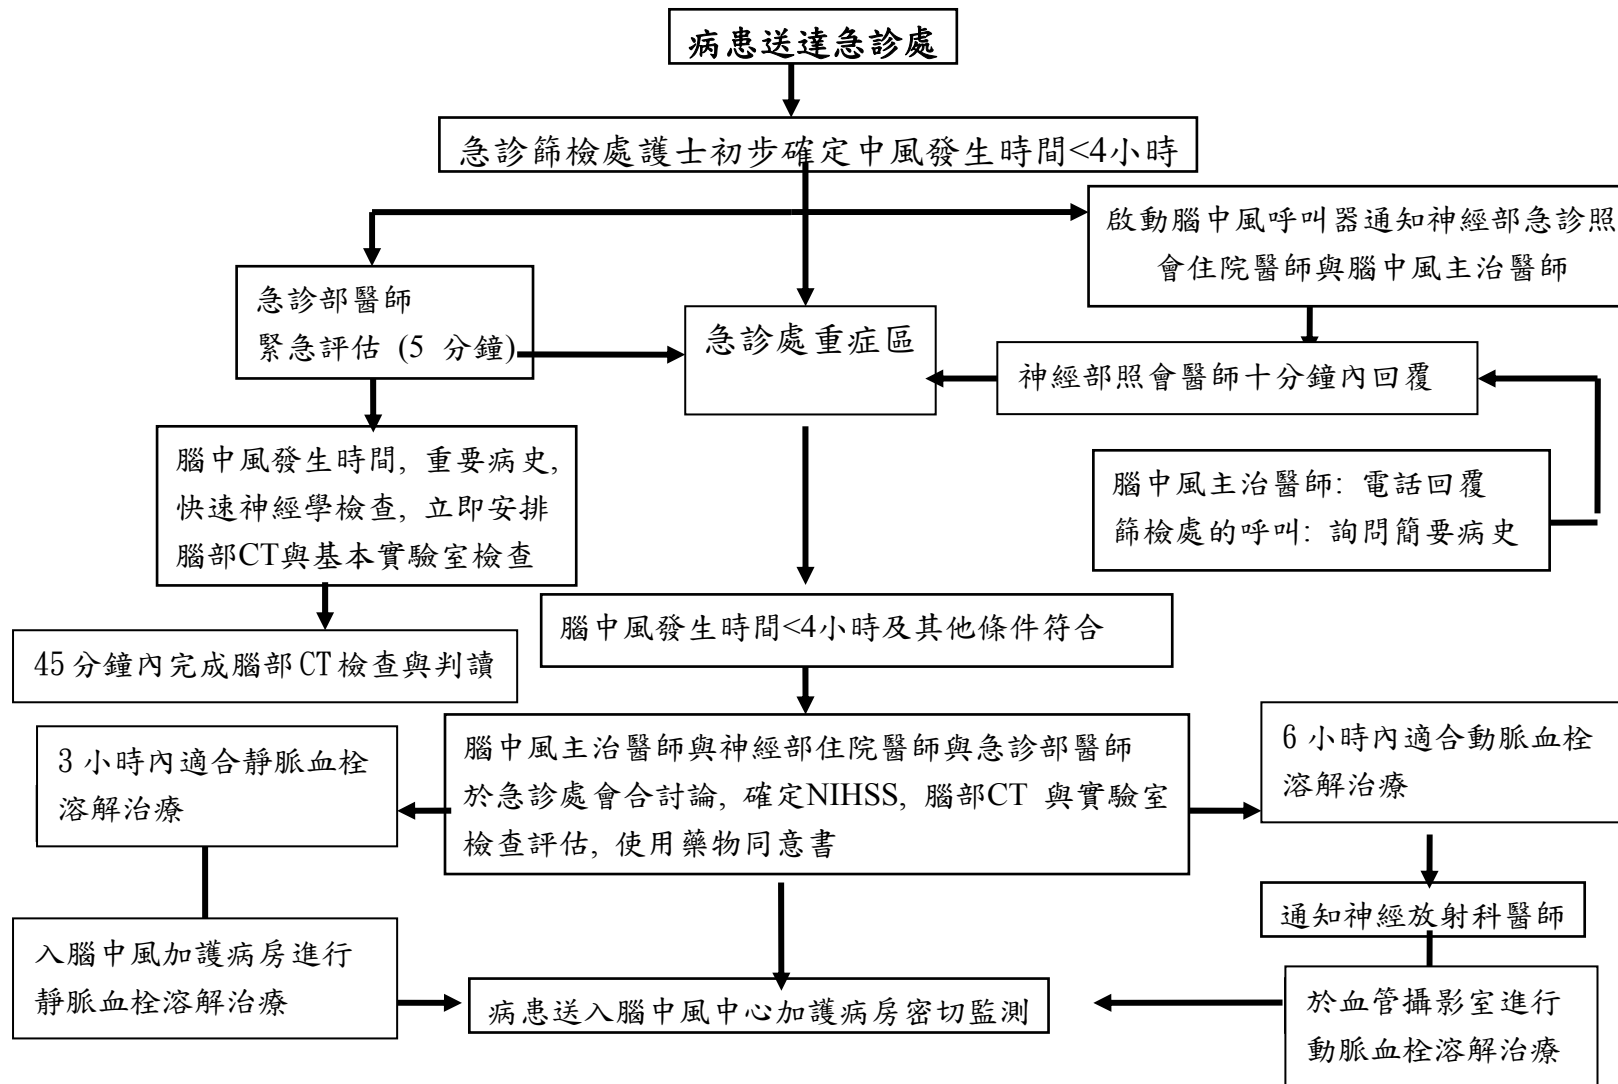 病患送達急診處
急診篩檢處護士初步確定中風發生時間<4小時
啟動腦中風呼叫器通知神經部急診照
會住院醫師與腦中風主治醫師
急診部醫師
緊急評估 (5 分鐘)
急診處重症區
神經部照會醫師十分鐘內回覆
腦中風發生時間, 重要病史,
快速神經學檢查, 立即安排
腦部CT與基本實驗室檢查
腦中風主治醫師: 電話回覆
篩檢處的呼叫: 詢問簡要病史
腦中風發生時間<4小時及其他條件符合
45分鐘內完成腦部CT檢查與判讀
3小時內適合靜脈血栓
溶解治療
腦中風主治醫師與神經部住院醫師與急診部醫師
於急診處會合討論, 確定NIHSS, 腦部CT 與實驗室
檢查評估, 使用藥物同意書
6小時內適合動脈血栓
溶解治療
通知神經放射科醫師
入腦中風加護病房進行
靜脈血栓溶解治療
病患送入腦中風中心加護病房密切監測
於血管攝影室進行
動脈血栓溶解治療